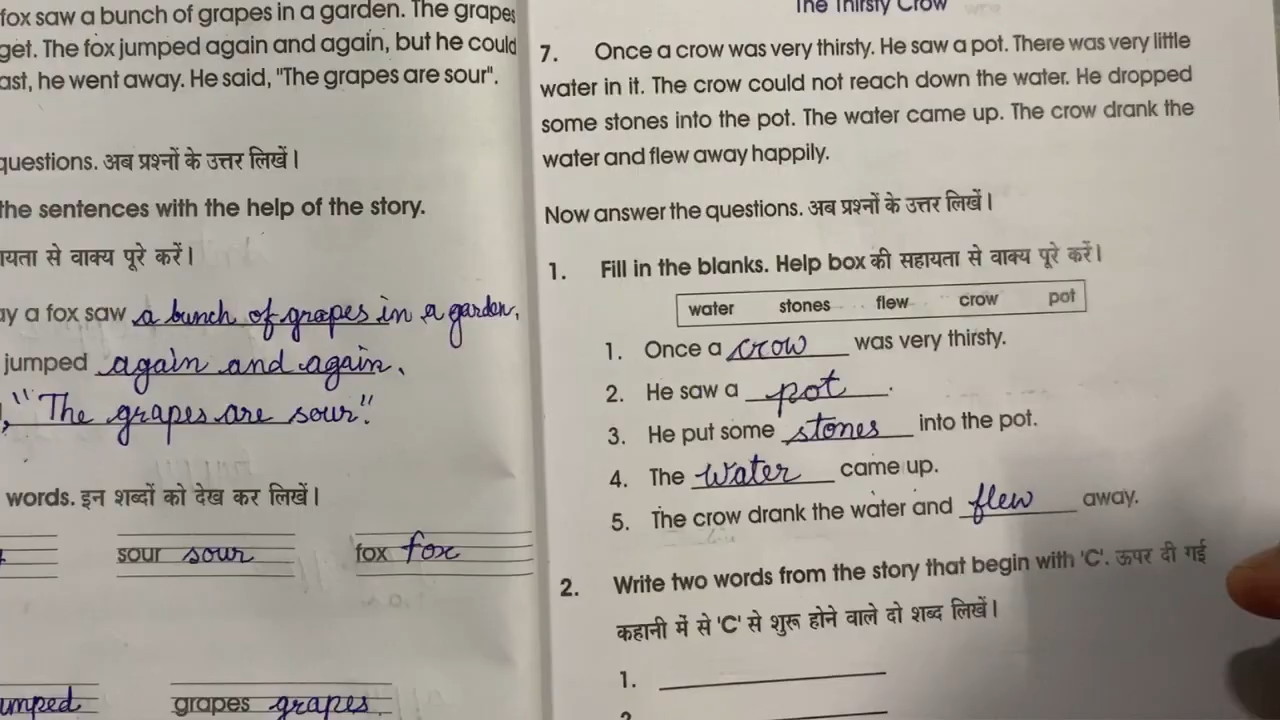 fox saw a bunch of grapes in a garden. The grapes
get. The fox jumped again and again, but he could
ast, he went away. He said, "The grapes are sour".
questions. अब प्रश्नों के उत्तर लिखें।
the sentences with the help of the story.
यता से वाक्य पूरे करें।
ay a fox saw a bunch of grapes in a garden.
jumped again and again.
, "The grapes are sour".
words. इन शब्दों को देख कर लिखें।
sour sour fox fox
umped grapes grapes
The Thirsty Crow
7. Once a crow was very thirsty. He saw a pot. There was very little
water in it. The crow could not reach down the water. He dropped
some stones into the pot. The water came up. The crow drank the
water and flew away happily.
Now answer the questions. अब प्रश्नों के उत्तर लिखें।
1. Fill in the blanks. Help box की सहायता से वाक्य पूरे करें।
water stones flew crow pot
1. Once a crow was very thirsty.
2. He saw a pot.
3. He put some stones into the pot.
4. The water came up.
5. The crow drank the water and flew away.
2. Write two words from the story that begin with 'C'. ऊपर दी गई
कहानी में से 'C' से शुरू होने वाले दो शब्द लिखें।
1.
2